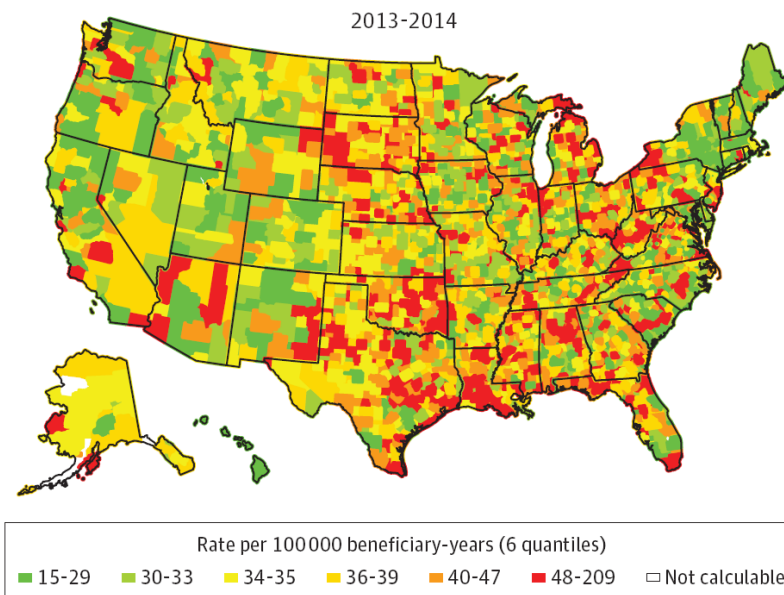 2013-2014
Rate per 100 000 beneficiary-years (6 quantiles)
15-29 30-33 34-35 36-39 40-47 48-209 Not calculable